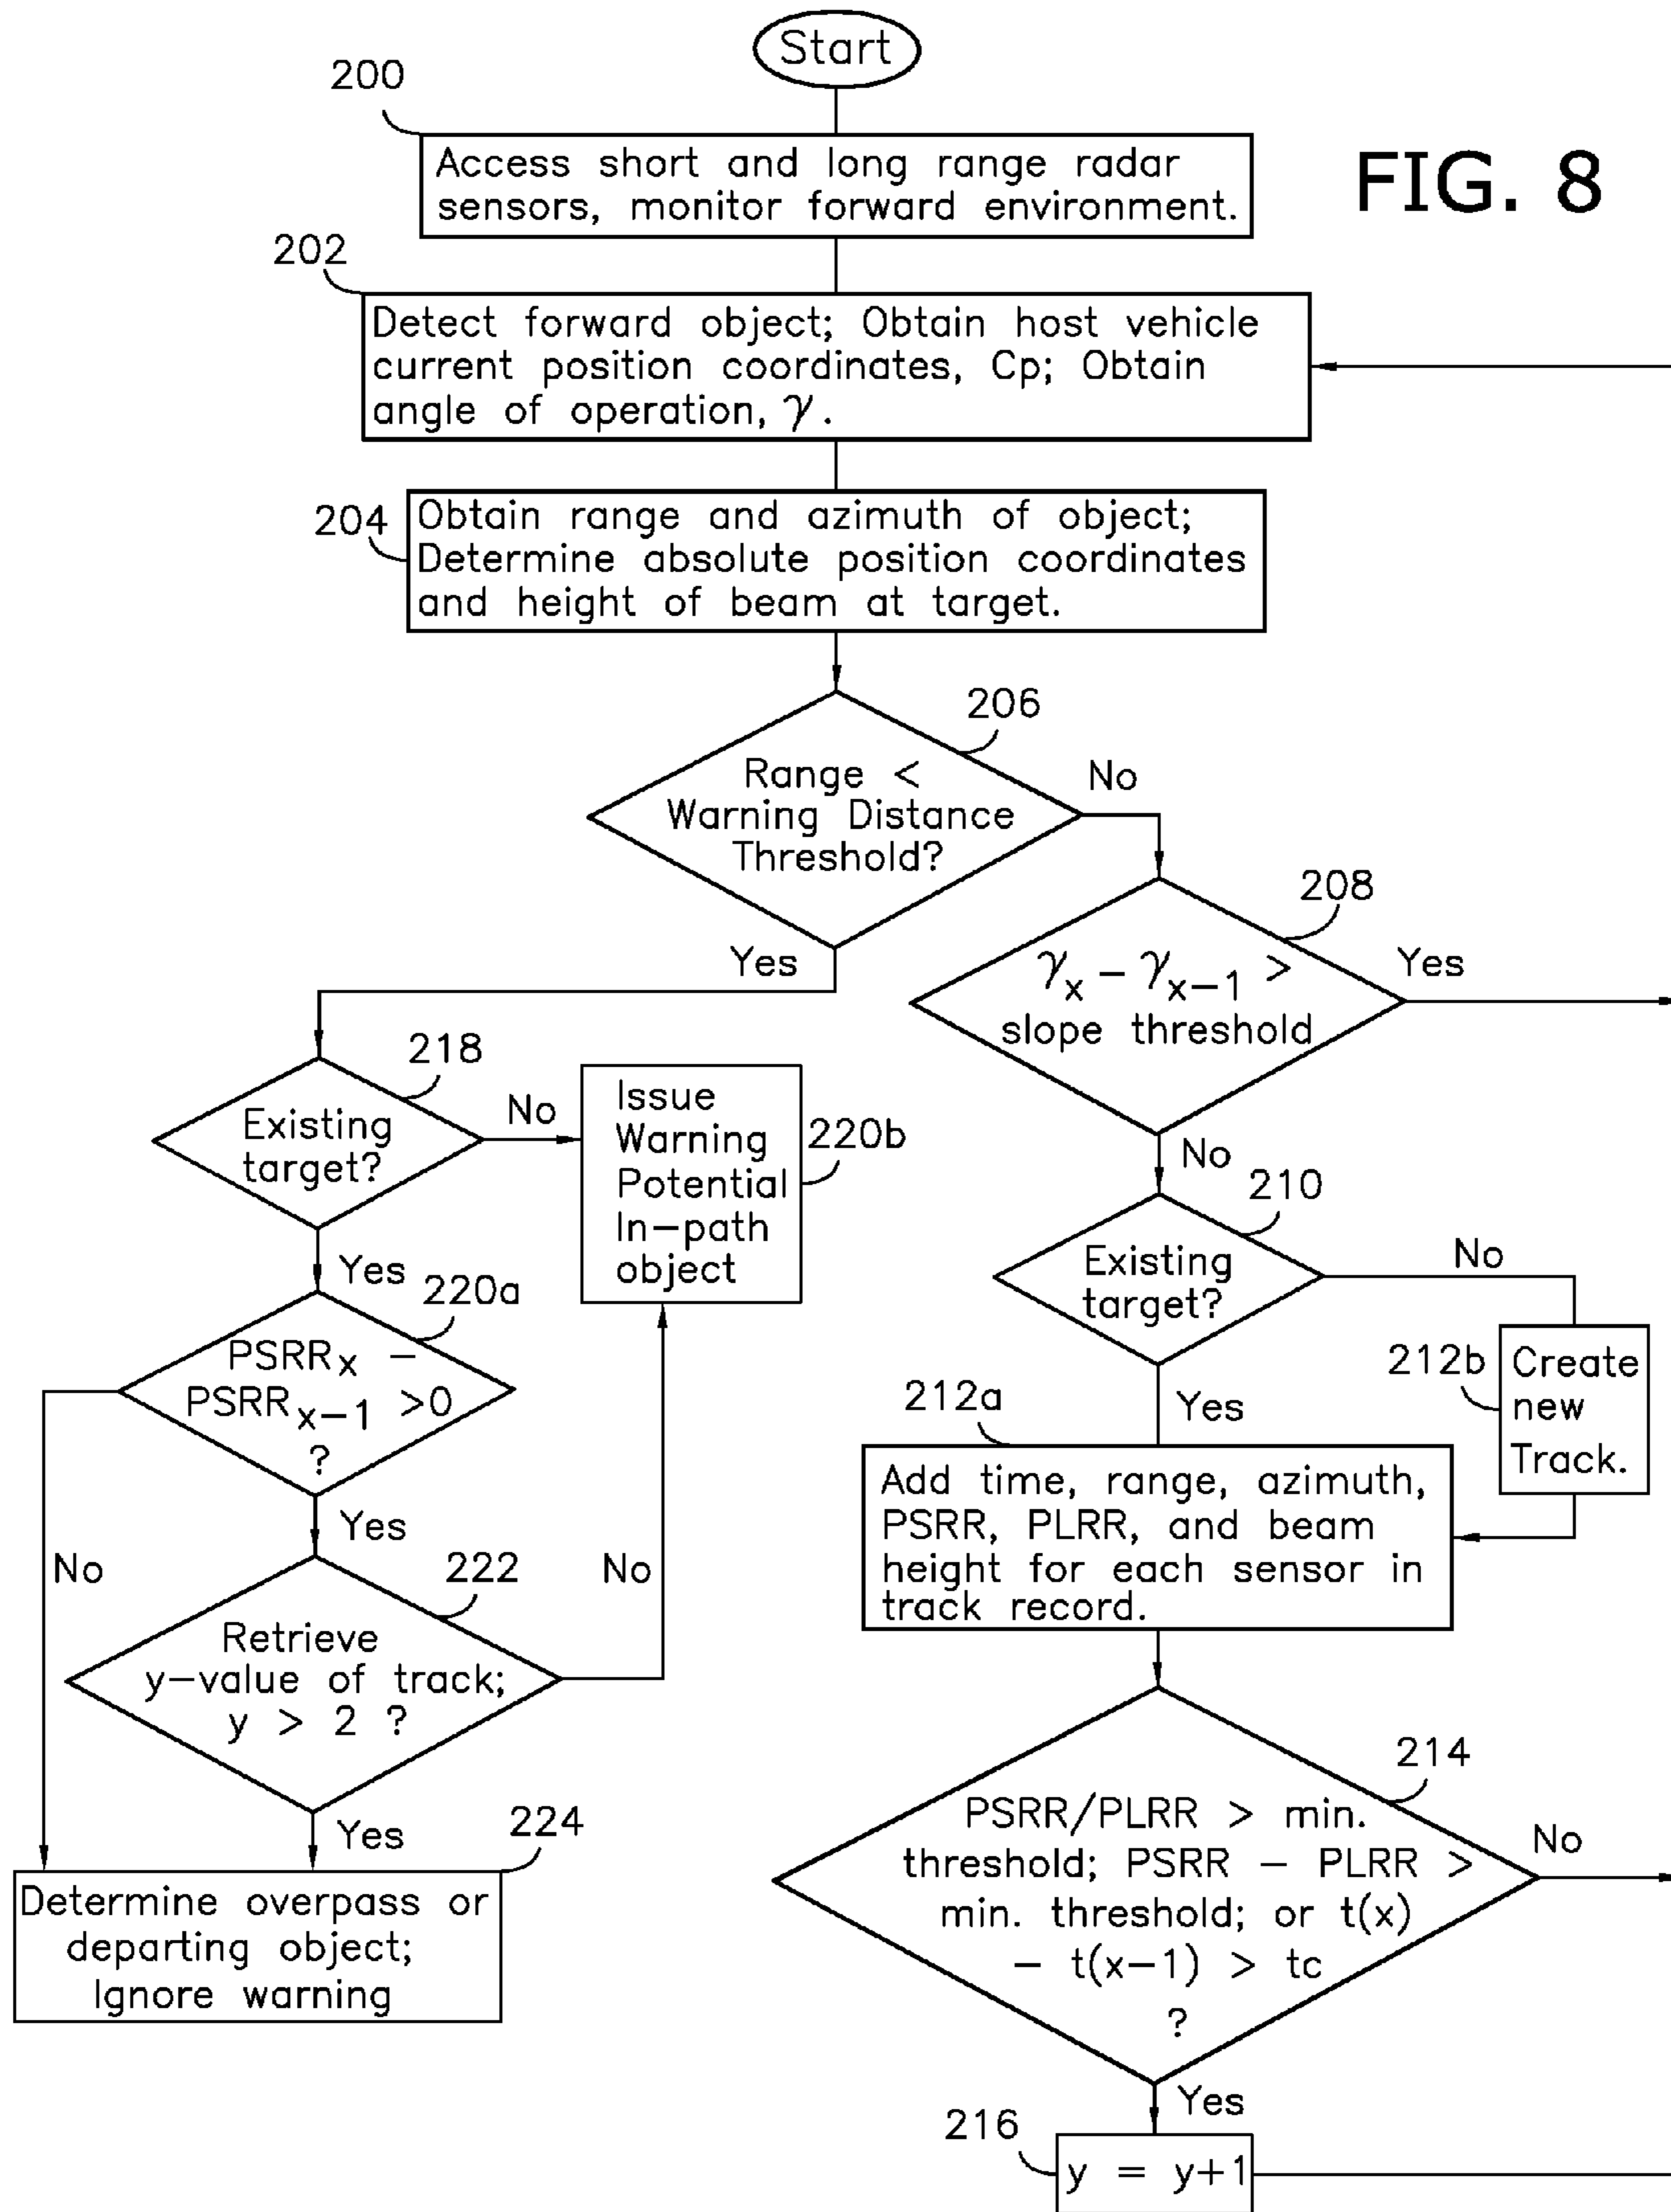 Start
200
Access short and long range radar
sensors, monitor forward environment.
FIG. 8
202
Detect forward object; Obtain host vehicle
current position coordinates, Cp; Obtain
angle of operation, γ.
204
Obtain range and azimuth of object;
Determine absolute position coordinates
and height of beam at target.
206
Range <
Warning Distance
Threshold?
No
Yes
208
γx − γx−1 >
slope threshold
Yes
No
218
Existing
target?
No
Yes
Issue
Warning
Potential
In-path
object
220b
210
Existing
target?
No
Yes
212b
Create
new
Track.
220a
PSRRx −
PSRRx−1 >0
?
Yes
No
212a
Add time, range, azimuth,
PSRR, PLRR, and beam
height for each sensor in
track record.
222
Retrieve
y-value of track;
y > 2 ?
No
Yes
224
Determine overpass or
departing object;
Ignore warning
214
PSRR/PLRR > min.
threshold; PSRR − PLRR >
min. threshold; or t(x)
− t(x−1) > tc
?
No
Yes
216
y = y+1